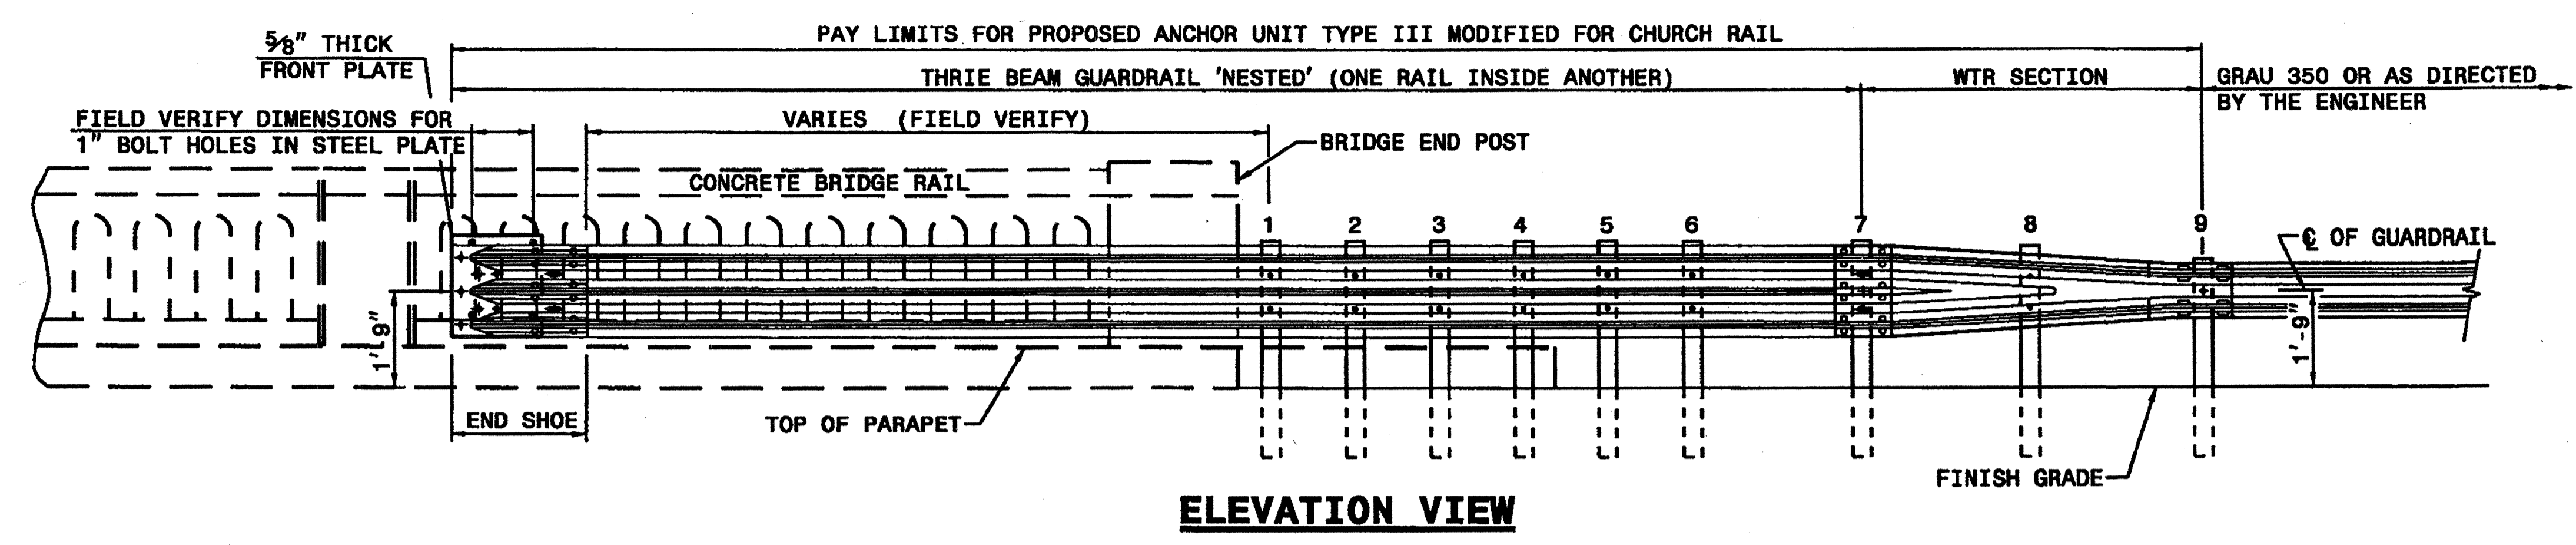 PAY LIMITS FOR PROPOSED ANCHOR UNIT TYPE III MODIFIED FOR CHURCH RAIL
5/8" THICK
FRONT PLATE
THRIE BEAM GUARDRAIL 'NESTED' (ONE RAIL INSIDE ANOTHER)
WTR SECTION
GRAU 350 OR AS DIRECTED
BY THE ENGINEER
FIELD VERIFY DIMENSIONS FOR
1" BOLT HOLES IN STEEL PLATE
VARIES (FIELD VERIFY)
BRIDGE END POST
CONCRETE BRIDGE RAIL
1 2 3 4 5 6 7 8 9
℄ OF GUARDRAIL
1'-9"
1'-9"
END SHOE
TOP OF PARAPET
FINISH GRADE
ELEVATION VIEW